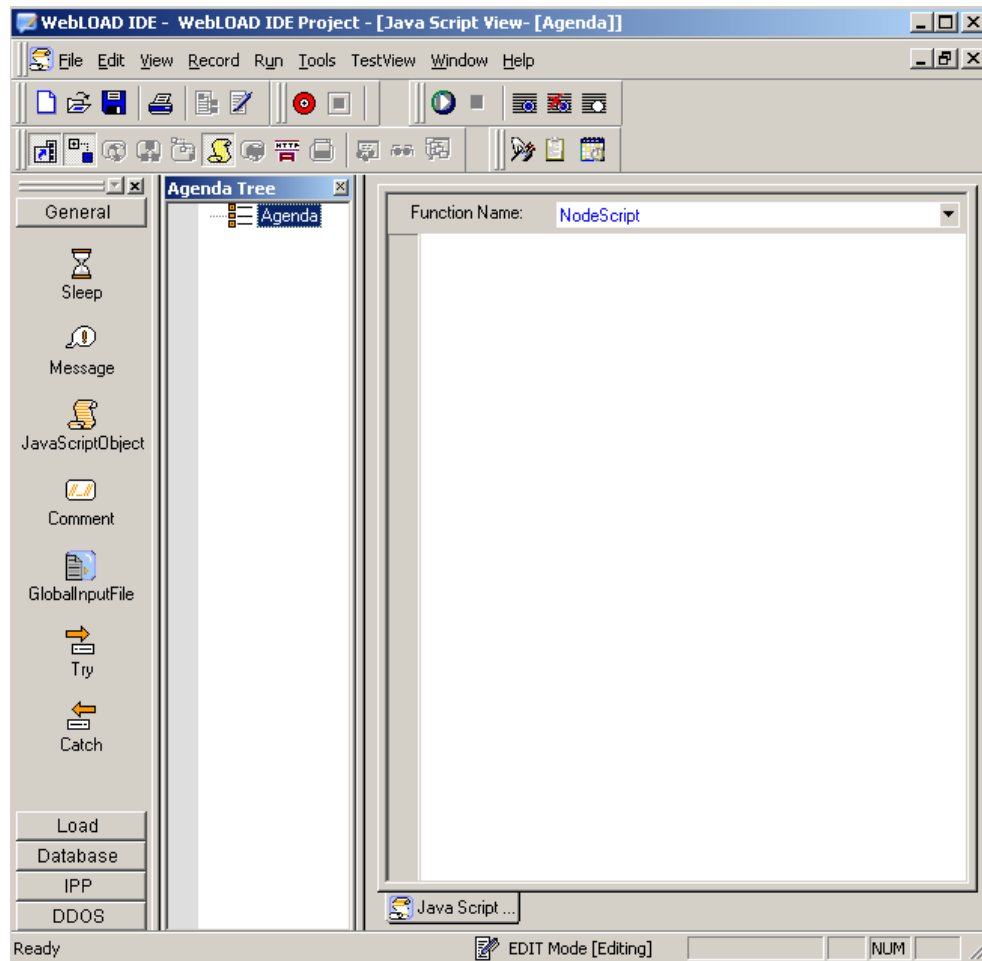 WebLOAD IDE - WebLOAD IDE Project - [Java Script View- [Agenda]]
File Edit View Record Run Tools TestView Window Help
HTTP
Agenda Tree
General
Agenda
Function Name: NodeScript
Sleep
Message
JavaScriptObject
Comment
GlobalInputFile
Try
Catch
Load
Database
IPP
DDOS
Java Script ...
Ready EDIT Mode [Editing] NUM